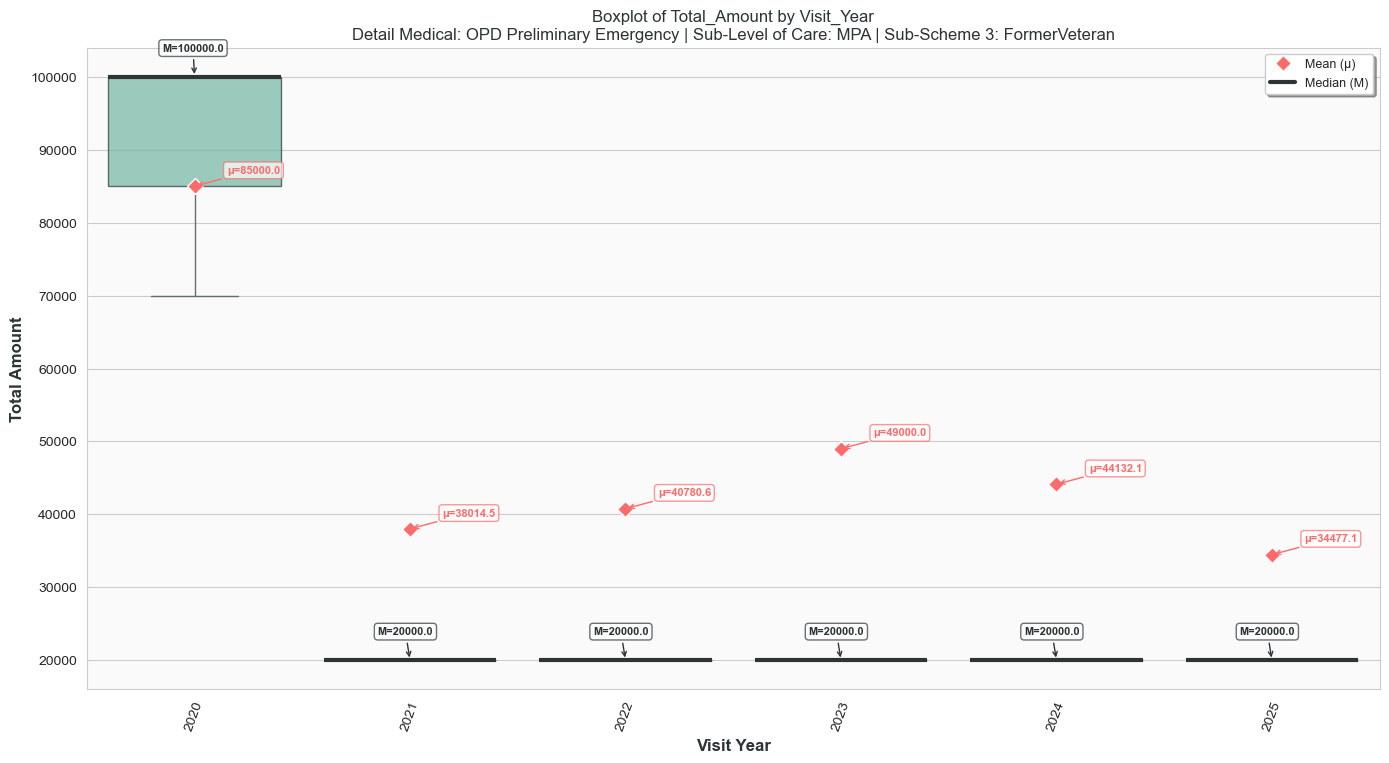 Boxplot of Total_Amount by Visit_Year
Detail Medical: OPD Preliminary Emergency | Sub-Level of Care: MPA | Sub-Scheme 3: FormerVeteran
M=100000.0
Mean (μ)
Median (M)
μ=85000.0
μ=49000.0
μ=44132.1
μ=40780.6
μ=38014.5
μ=34477.1
M=20000.0
M=20000.0
M=20000.0
M=20000.0
M=20000.0
100000
90000
80000
70000
60000
50000
40000
30000
20000
Total Amount
2020
2021
2022
2023
2024
2025
Visit Year